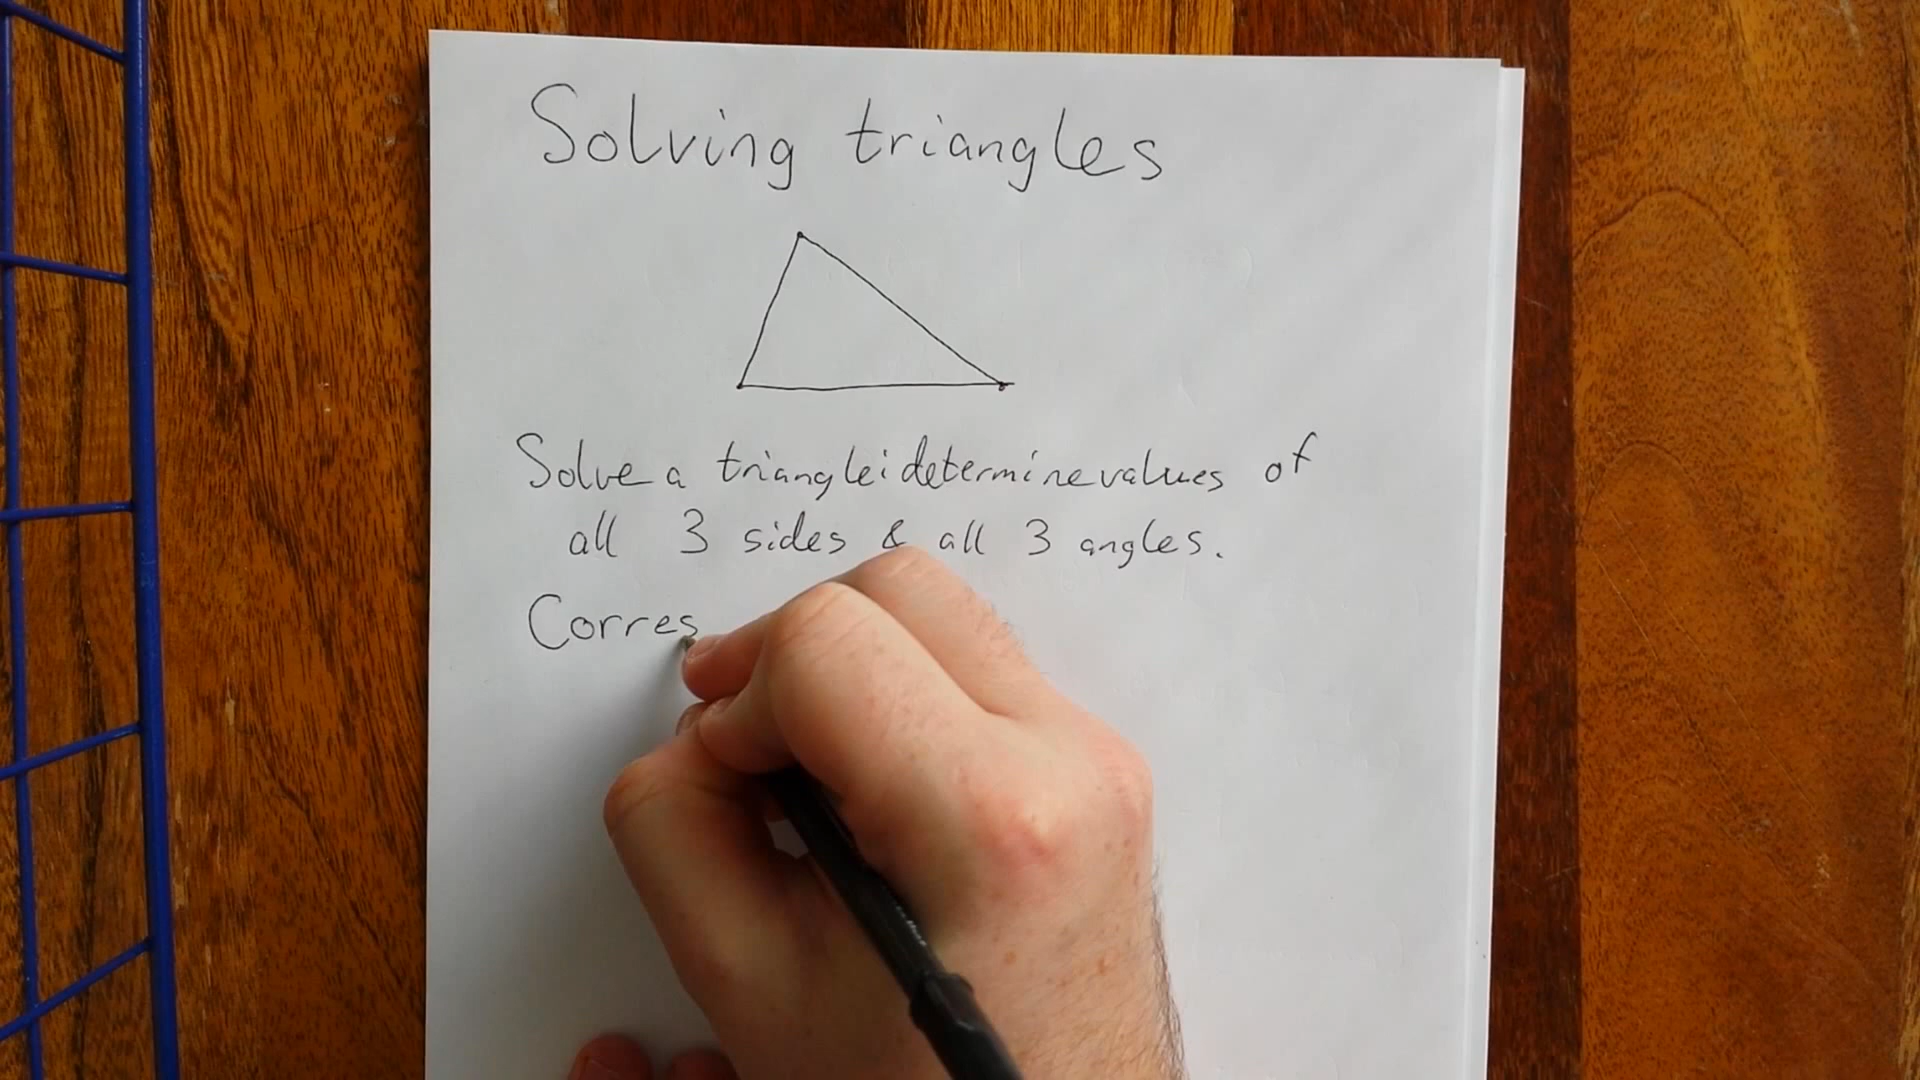 Solving triangles
Solve a triangle: determine values of
all 3 sides & all 3 angles.
Corres